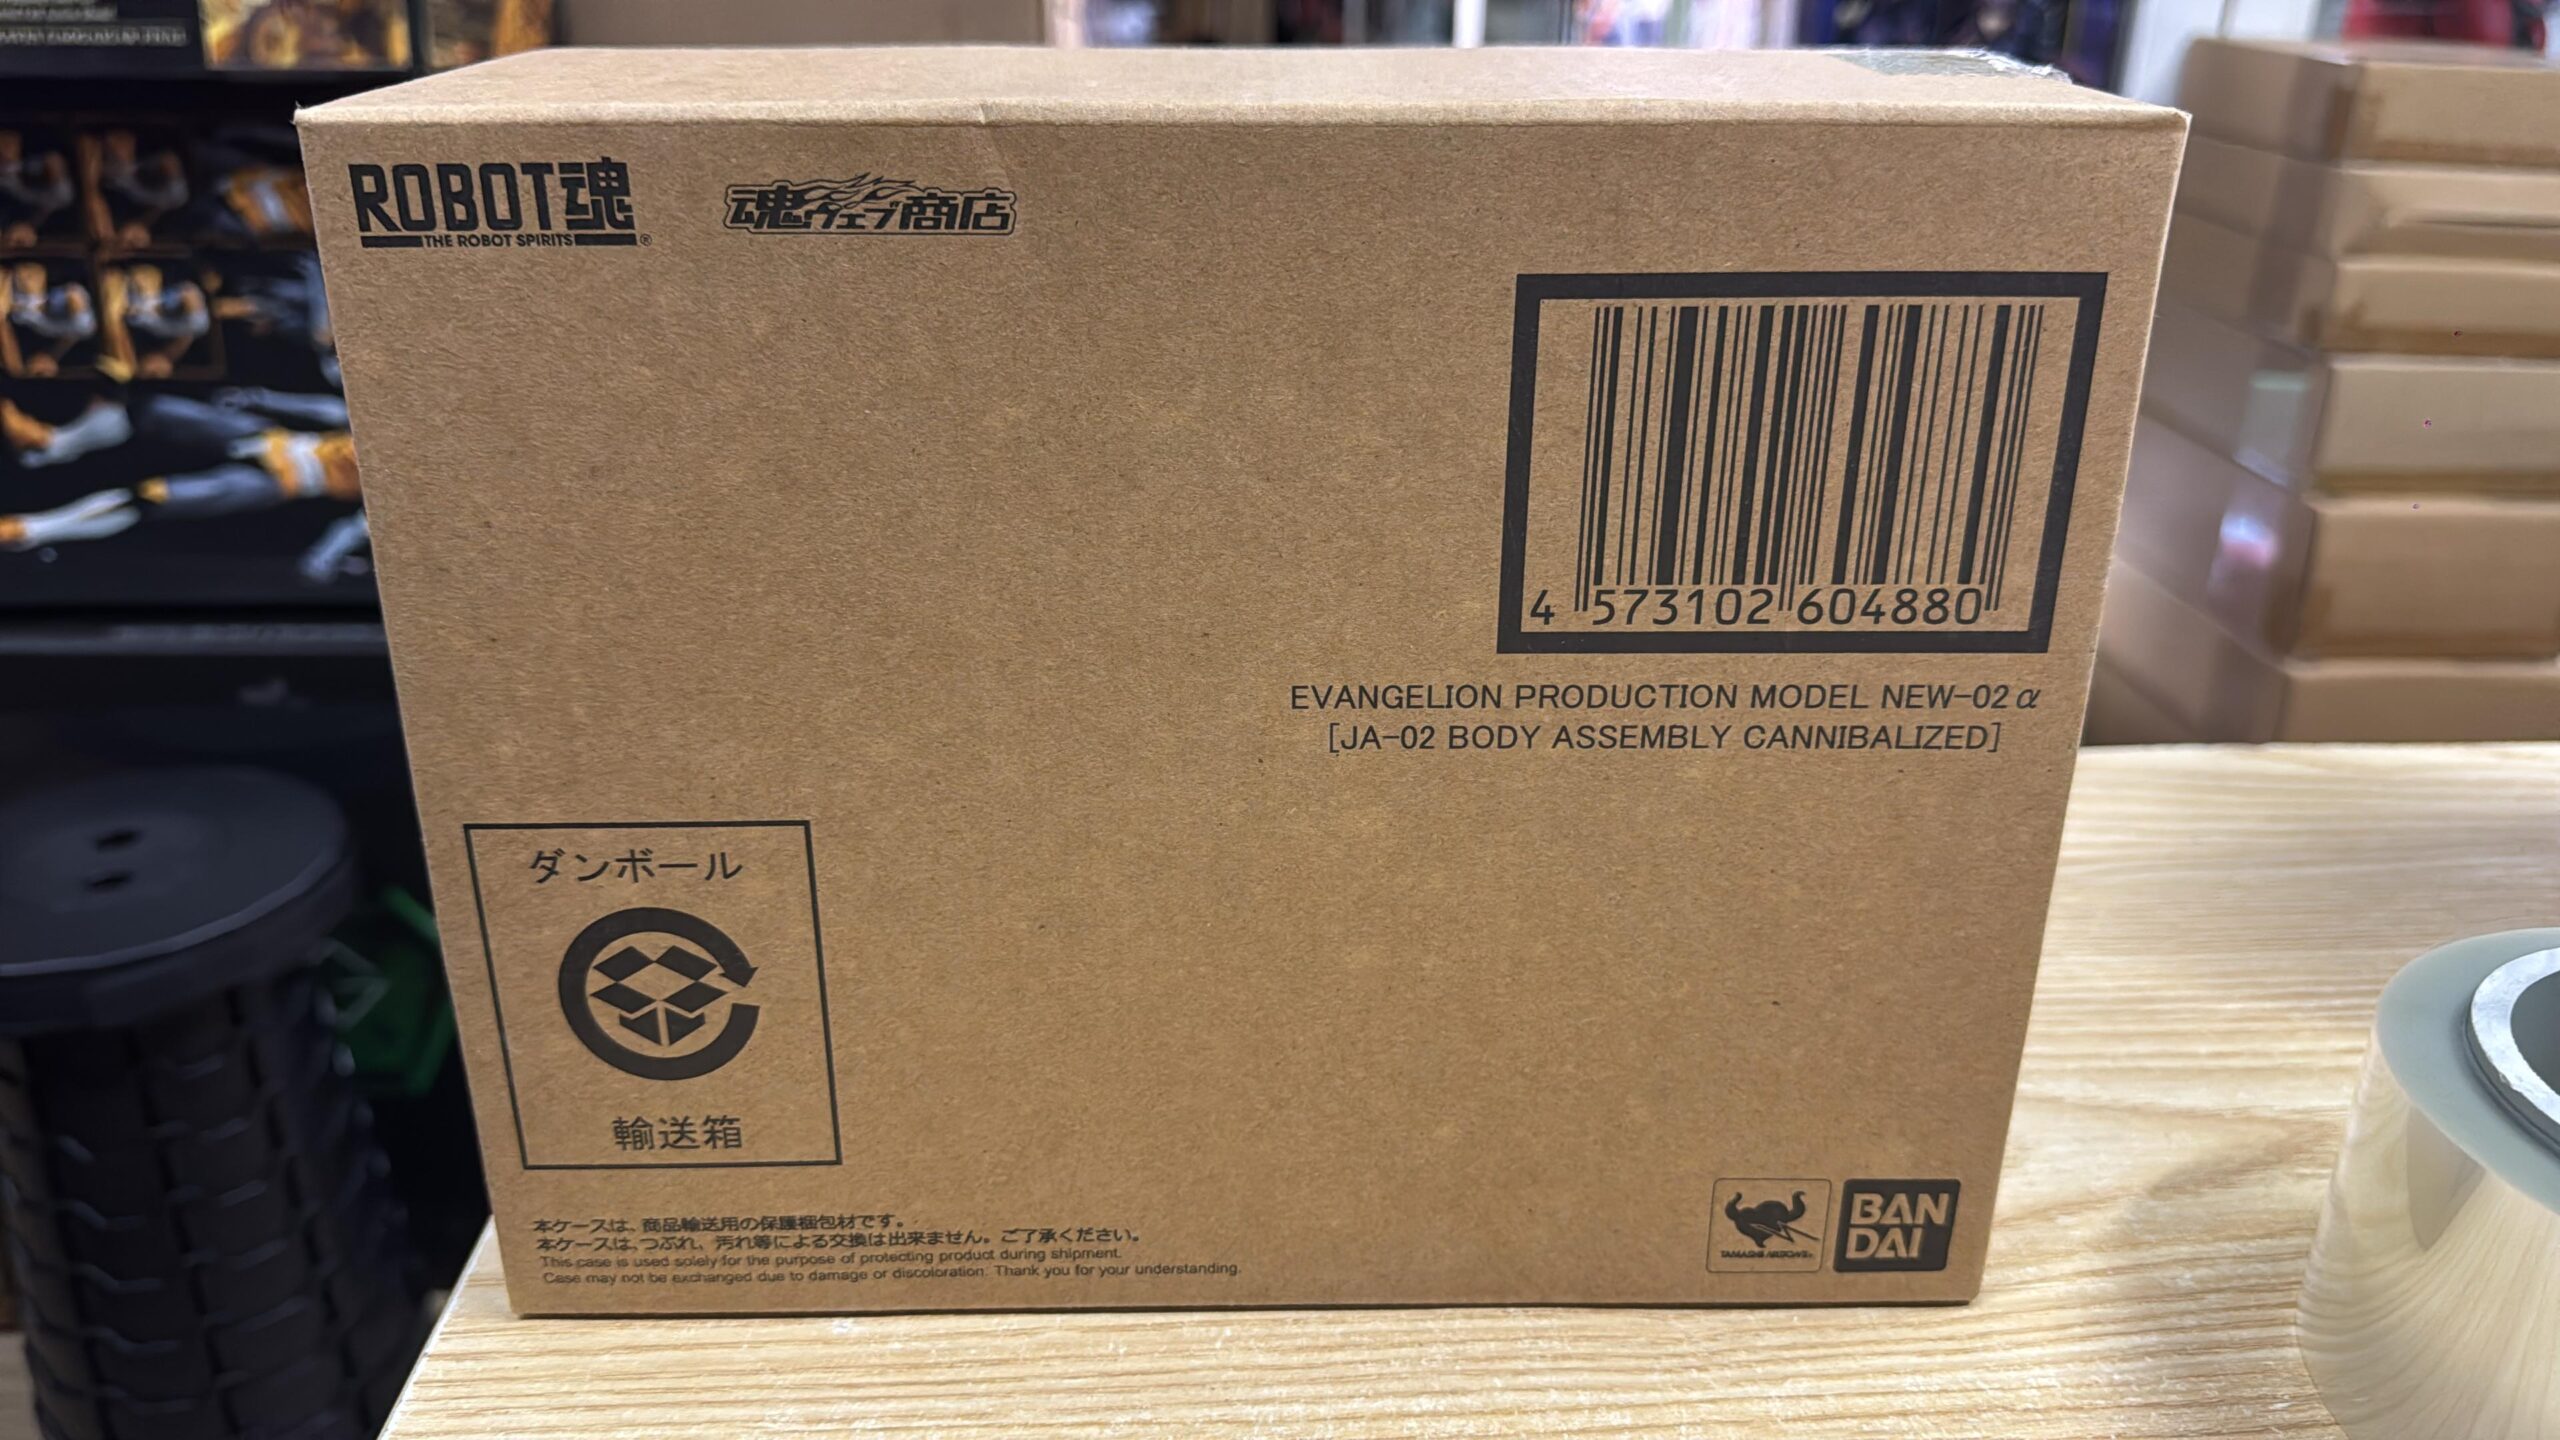 ROBOT魂
THE ROBOT SPIRITS®
魂ウェブ商店
4 573102 604880
EVANGELION PRODUCTION MODEL NEW-02α
[JA-02 BODY ASSEMBLY CANNIBALIZED]
ダンボール
輸送箱
本ケースは、商品輸送用の保護梱包材です。
本ケースは、つぶれ、汚れ等による交換は出来ません。ご了承ください。
This case is used solely for the purpose of protecting product during shipment.
Case may not be exchanged due to damage or discoloration. Thank you for your understanding.
TAMASHII NATIONS
BAN
DAI